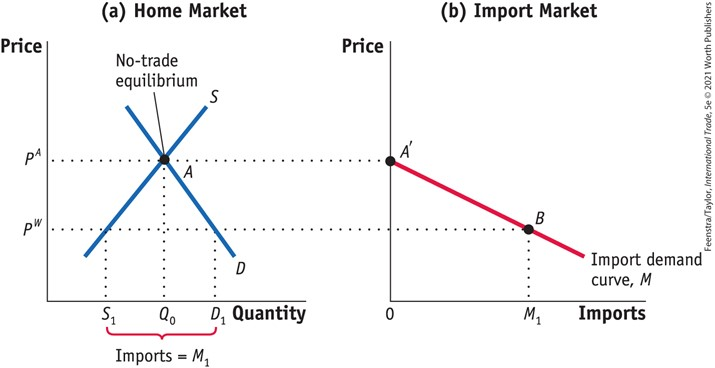 (a) Home Market
Price
No-trade
equilibrium
S
P^A
A
P^W
D
S₁
Q₀
D₁
Quantity
Imports = M₁
(b) Import Market
Price
A′
B
Import demand
curve, M
0
M₁
Imports
Feenstra/Taylor, International Trade, 5e © 2021 Worth Publishers